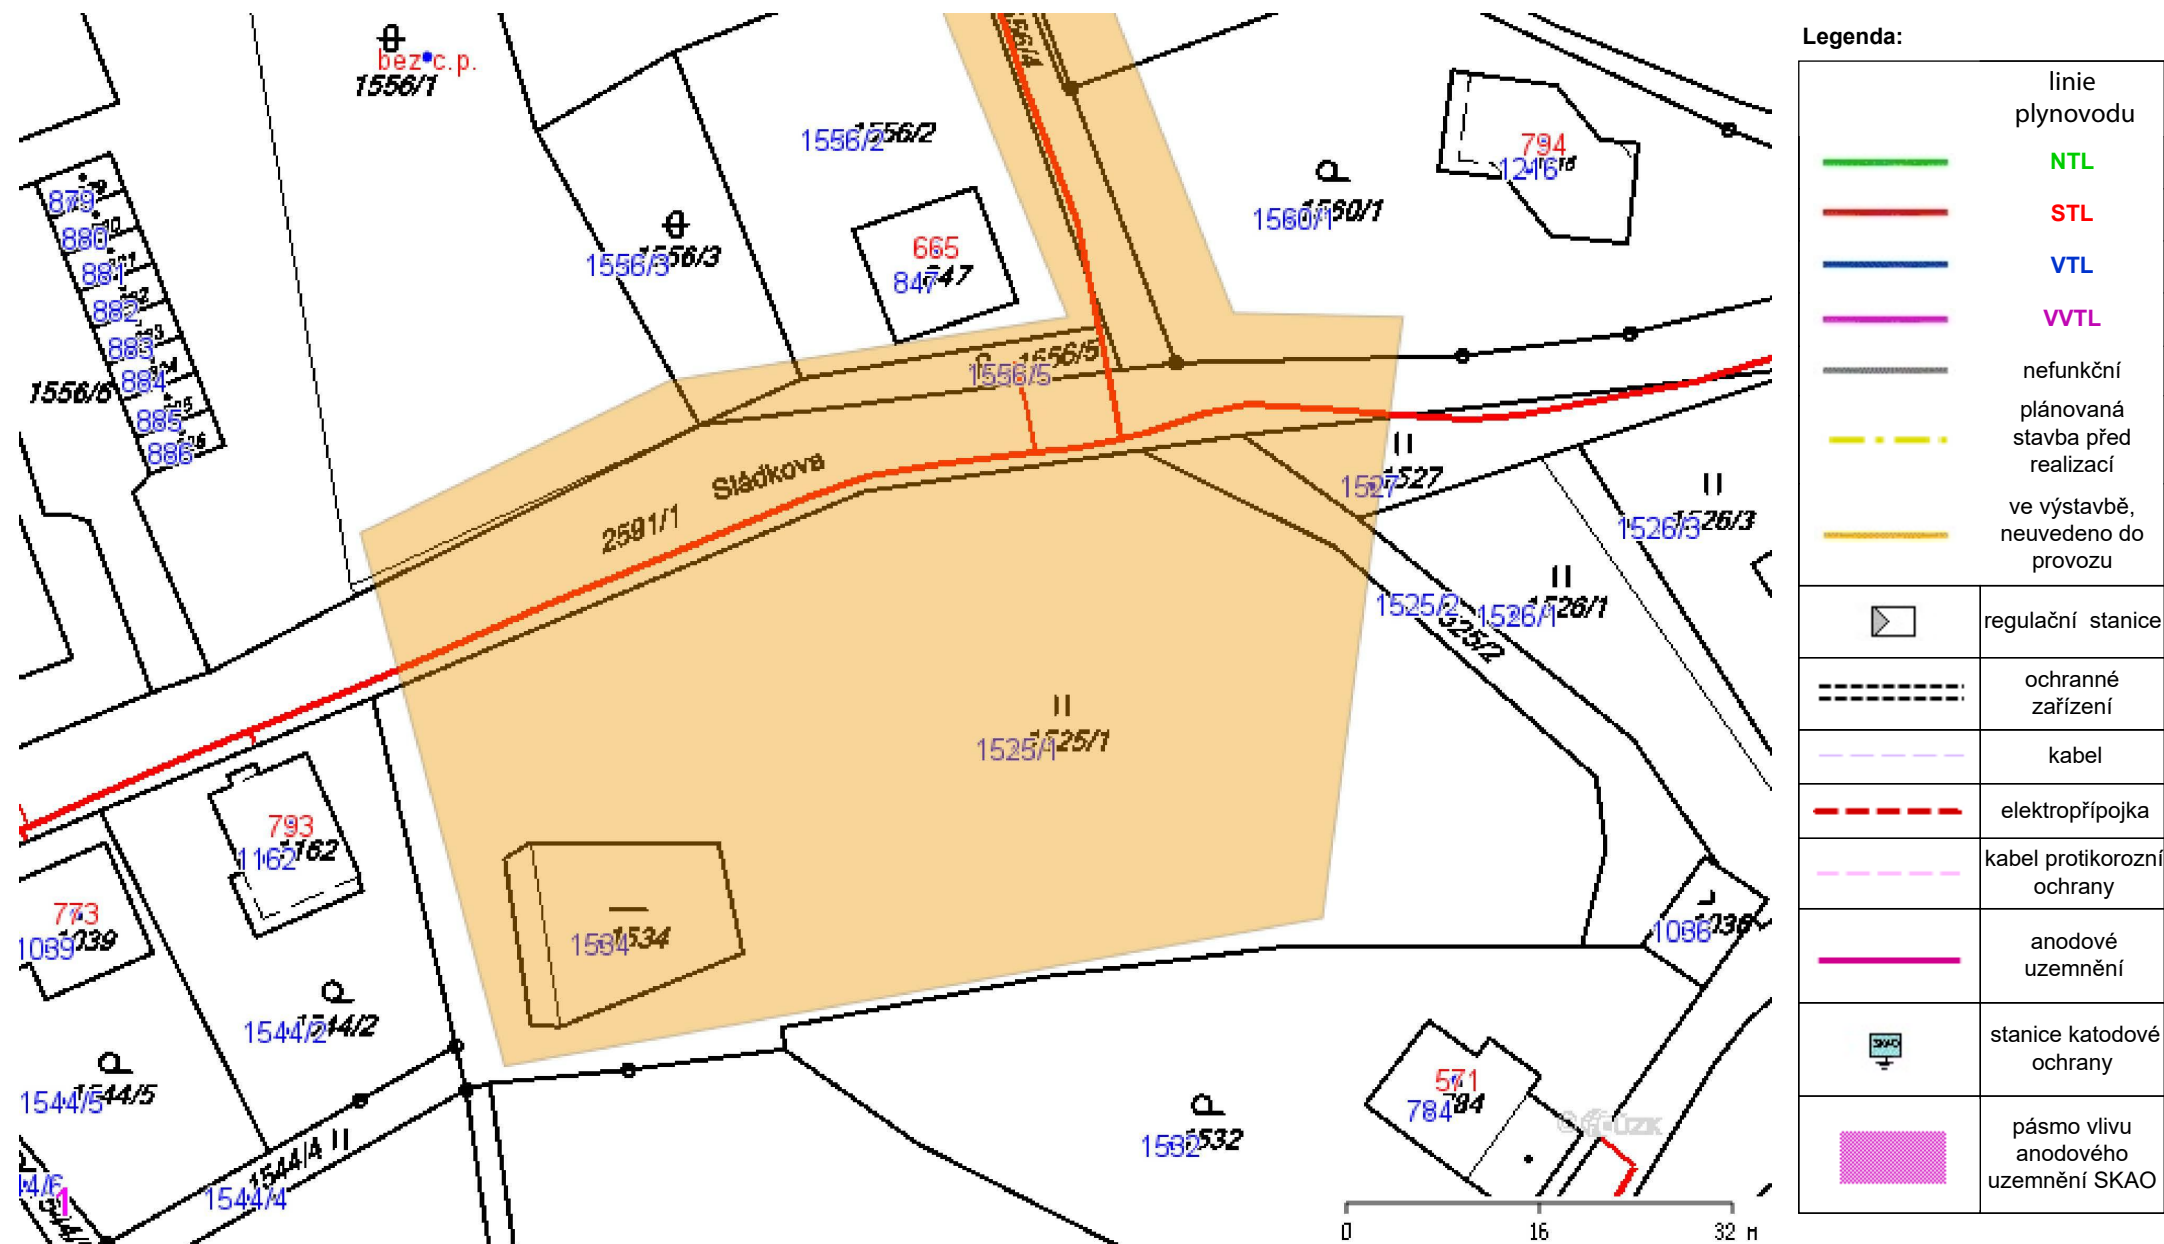 bez c.p.
1556/1
1556/2
1556/2
1556/3
1556/3
665
847
847
56/4
794
1216
1560/1
1560/1
879
880
881
882
883
884
885
886
1556/6
1556/5
1556/5
Sládkova
2591/1
1527
1527
1526/3
1526/3
1525/2
1525/2
1526/1
1526/1
1525/1
1525/1
793
1162
1162
773
1039
1039
1534
1534
1036
1036
1544/2
1544/2
1544/5
1544/5
1544/4
1544/4
1
571
784
784
1532
1532
0 16 32 M
Legenda:
linie
plynovodu
NTL
STL
VTL
VVTL
nefunkční
plánovaná
stavba před
realizací
ve výstavbě,
neuvedeno do
provozu
regulační stanice
ochranné
zařízení
kabel
elektropřípojka
kabel protikorozní
ochrany
anodové
uzemnění
SKAO
stanice katodové
ochrany
pásmo vlivu
anodového
uzemnění SKAO